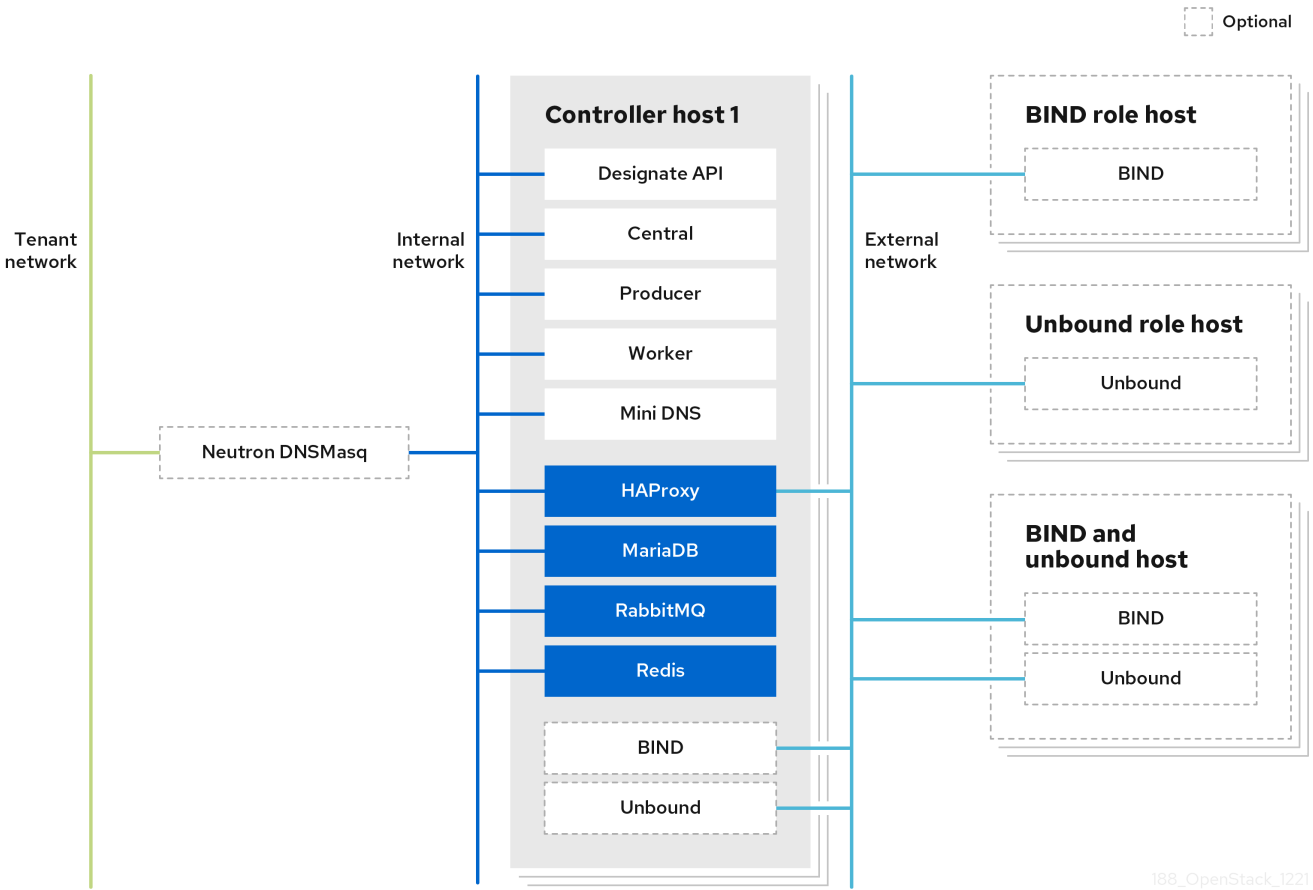 Optional
Tenant
network
Internal
network
Controller host 1
Designate API
Central
Producer
Worker
Mini DNS
Neutron DNSMasq
HAProxy
MariaDB
RabbitMQ
Redis
BIND
Unbound
External
network
BIND role host
BIND
Unbound role host
Unbound
BIND and
unbound host
BIND
Unbound
188_OpenStack_1221